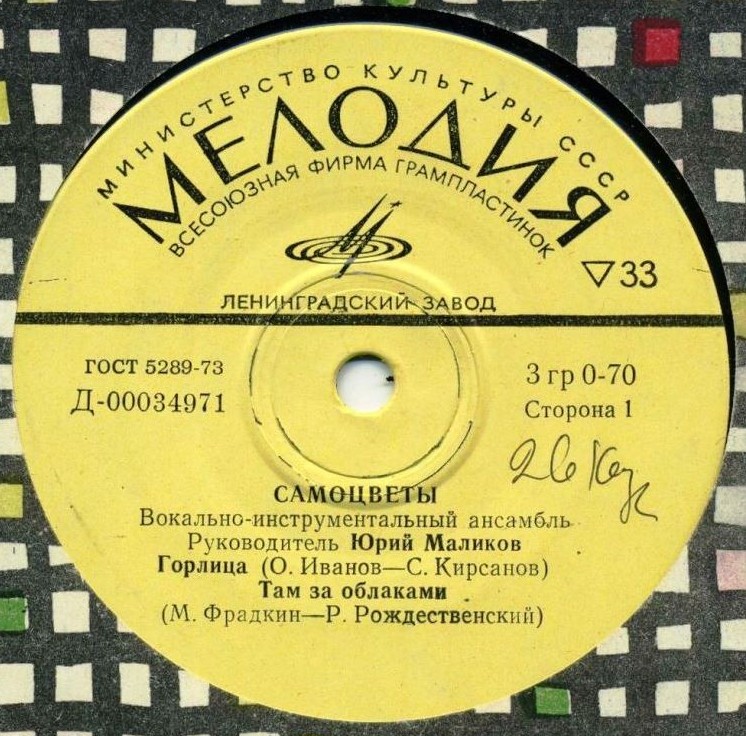 МИНИСТЕРСТВО КУЛЬТУРЫ СССР
МЕЛОДИЯ
ВСЕСОЮЗНАЯ ФИРМА ГРАМПЛАСТИНОК
▽33
ЛЕНИНГРАДСКИЙ ЗАВОД
ГОСТ 5289-73
Д-00034971
3 гр 0-70
Сторона 1
САМОЦВЕТЫ
Вокально-инструментальный ансамбль
Руководитель Юрий Маликов
Горлица (О. Иванов—С. Кирсанов)
Там за облаками
(М. Фрадкин—Р. Рождественский)